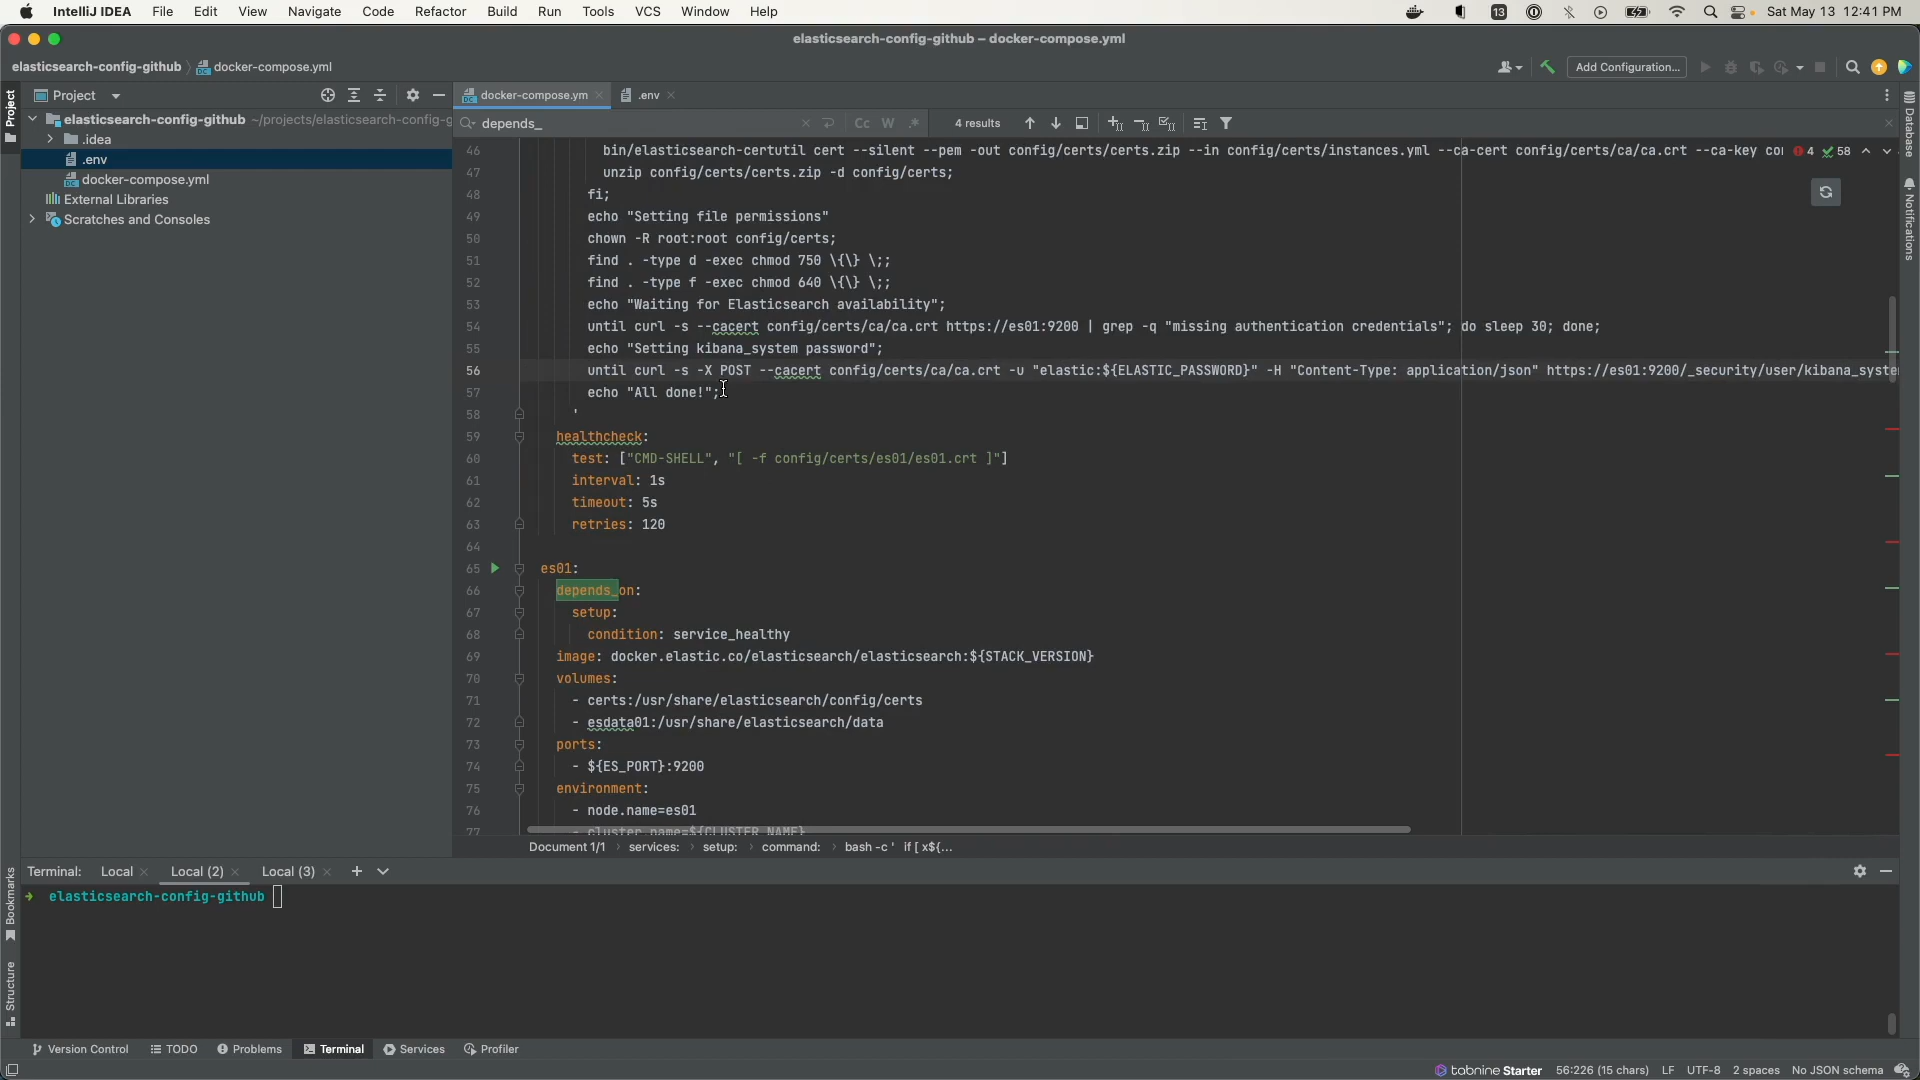 IntelliJ IDEA File Edit View Navigate Code Refactor Build Run Tools VCS Window Help 13 Sat May 13 12:41 PM
elasticsearch-config-github – docker-compose.yml
elasticsearch-config-github docker-compose.yml Add Configuration...
Project Project docker-compose.ym .env
elasticsearch-config-github ~/projects/elasticsearch-config-g
.idea
.env
docker-compose.yml
External Libraries
Scratches and Consoles
depends_ Cc W .* 4 results
46 bin/elasticsearch-certutil cert --silent --pem -out config/certs/certs.zip --in config/certs/instances.yml --ca-cert config/certs/ca/ca.crt --ca-key co 4 58
47 unzip config/certs/certs.zip -d config/certs;
48 fi;
49 echo "Setting file permissions"
50 chown -R root:root config/certs;
51 find . -type d -exec chmod 750 \{\} \;;
52 find . -type f -exec chmod 640 \{\} \;;
53 echo "Waiting for Elasticsearch availability";
54 until curl -s --cacert config/certs/ca/ca.crt https://es01:9200 | grep -q "missing authentication credentials"; do sleep 30; done;
55 echo "Setting kibana_system password";
56 until curl -s -X POST --cacert config/certs/ca/ca.crt -u "elastic:${ELASTIC_PASSWORD}" -H "Content-Type: application/json" https://es01:9200/_security/user/kibana_syste
57 echo "All done!";
58 '
59 healthcheck:
60 test: ["CMD-SHELL", "[ -f config/certs/es01/es01.crt ]"]
61 interval: 1s
62 timeout: 5s
63 retries: 120
64
65 es01:
66 depends_on:
67 setup:
68 condition: service_healthy
69 image: docker.elastic.co/elasticsearch/elasticsearch:${STACK_VERSION}
70 volumes:
71 - certs:/usr/share/elasticsearch/config/certs
72 - esdata01:/usr/share/elasticsearch/data
73 ports:
74 - ${ES_PORT}:9200
75 environment:
76 - node.name=es01
77 - cluster.name=${CLUSTER_NAME}
Database
Notifications
Document 1/1 services: setup: command: bash -c ' if [ x${...
Terminal: Local Local (2) Local (3)
elasticsearch-config-github
Bookmarks
Structure
Version Control TODO Problems Terminal Services Profiler
tabnine Starter 56:226 (15 chars) LF UTF-8 2 spaces No JSON schema